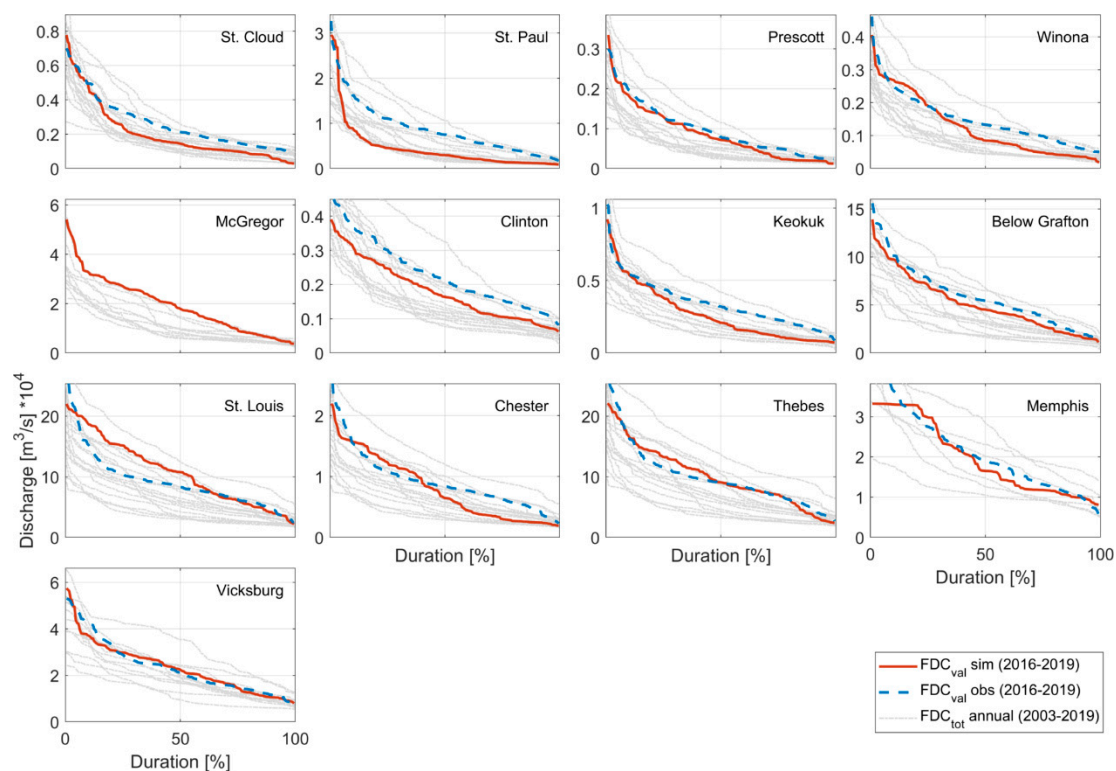 St. Cloud
0.8
0.6
0.4
0.2
0
St. Paul
3
2
1
0
Prescott
0.3
0.2
0.1
0
Winona
0.4
0.3
0.2
0.1
0
McGregor
6
4
2
0
Clinton
0.4
0.3
0.2
0.1
0
Keokuk
1
0.5
0
Below Grafton
15
10
5
0
Discharge [m³/s] *10⁴
St. Louis
20
10
0
Chester
2
1
0
Duration [%]
Thebes
20
10
0
Duration [%]
Memphis
3
2
1
0
0 50 100
Duration [%]
Vicksburg
6
4
2
0
0 50 100
Duration [%]
FDCval sim (2016-2019)
FDCval obs (2016-2019)
FDCtot annual (2003-2019)